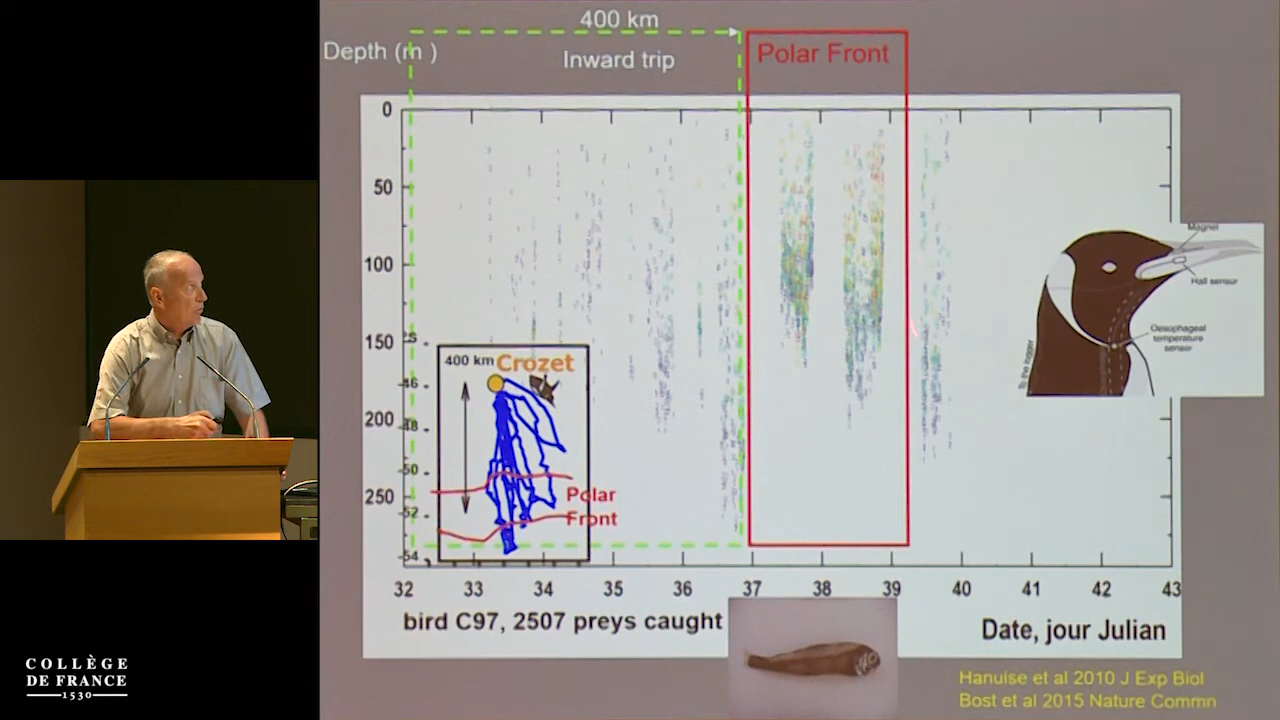 400 km
Depth (m )
Inward trip
Polar Front
0
50
100
150
200
250
32 33 34 35 36 37 38 39 40 41 42 43
400 km Crozet
-46
-48
-50
-52
-54
Polar
Front
Magnet
Hall sensor
Oesophageal
temperature
sensor
To the logger
bird C97, 2507 preys caught
Date, jour Julian
Hanuise et al 2010 J Exp Biol
Bost et al 2015 Nature Commn
COLLÈGE
DE FRANCE
1530